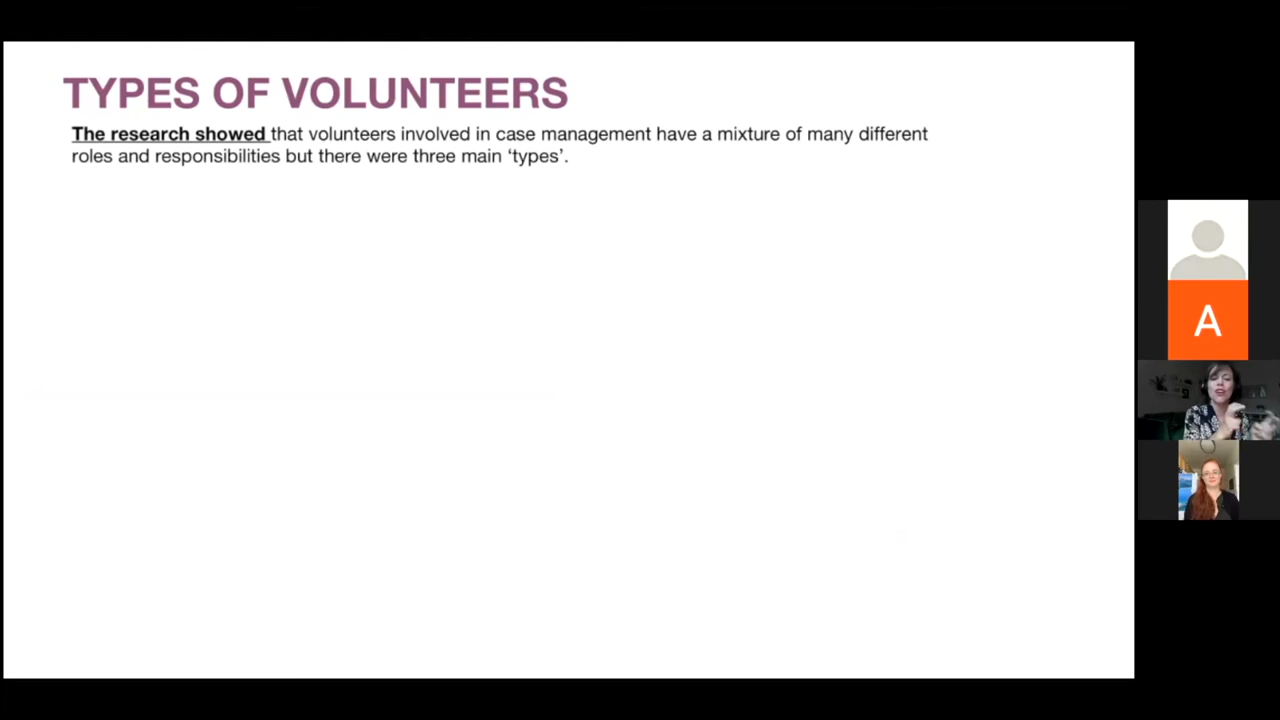 TYPES OF VOLUNTEERS
The research showed that volunteers involved in case management have a mixture of many different
roles and responsibilities but there were three main ‘types’.
A